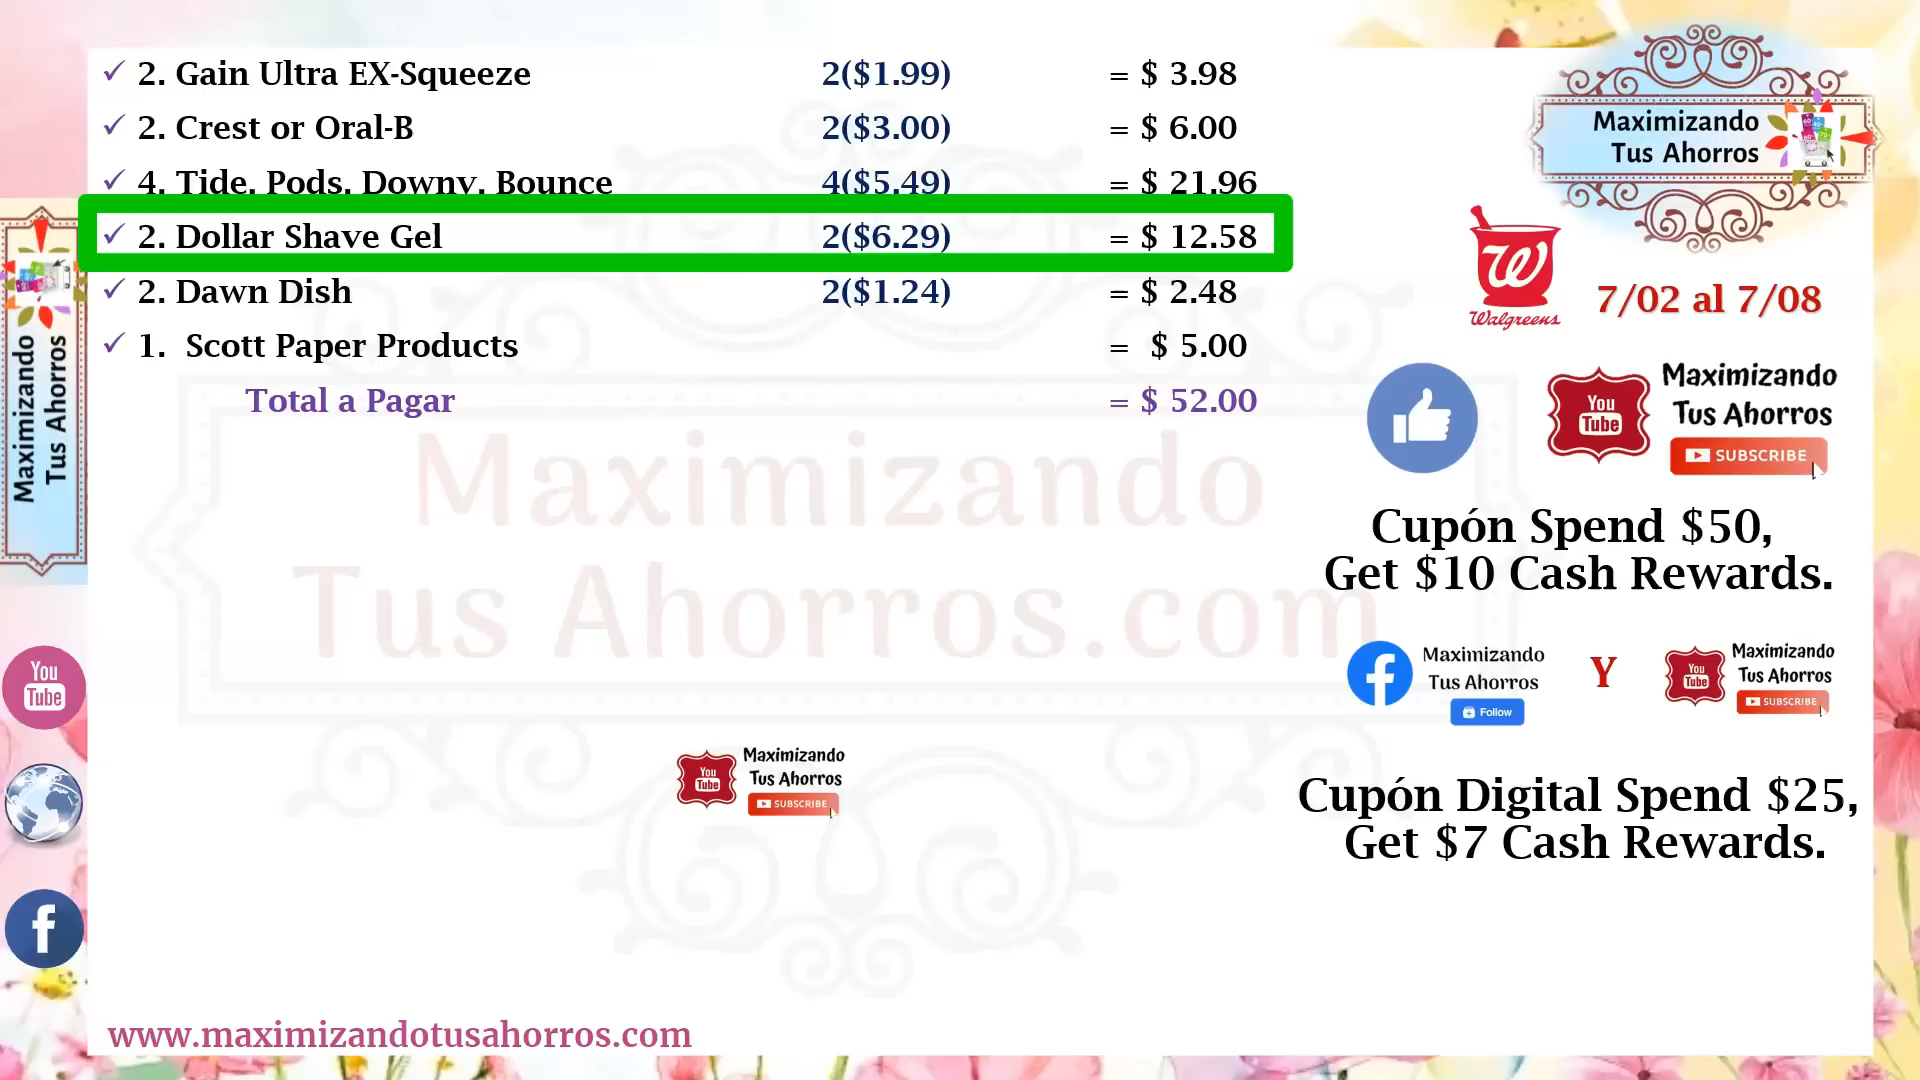 ✓ 2. Gain Ultra EX-Squeeze 2($1.99) = $ 3.98
✓ 2. Crest or Oral-B 2($3.00) = $ 6.00
✓ 4. Tide, Pods, Downy, Bounce 4($5.49) = $ 21.96
✓ 2. Dollar Shave Gel 2($6.29) = $ 12.58
✓ 2. Dawn Dish 2($1.24) = $ 2.48
✓ 1. Scott Paper Products = $ 5.00
Total a Pagar = $ 52.00
Maximizando
Tus Ahorros
Walgreens
7/02 al 7/08
You
Tube
Maximizando
Tus Ahorros
SUBSCRIBE
Cupón Spend $50,
Get $10 Cash Rewards.
Maximizando
Tus Ahorros
Follow
Y
You
Tube
Maximizando
Tus Ahorros
SUBSCRIBE
Cupón Digital Spend $25,
Get $7 Cash Rewards.
Maximizando
Tus Ahorros.com
You
Tube
Maximizando
Tus Ahorros
SUBSCRIBE
Maximizando
Tus Ahorros
You
Tube
www.maximizandotusahorros.com